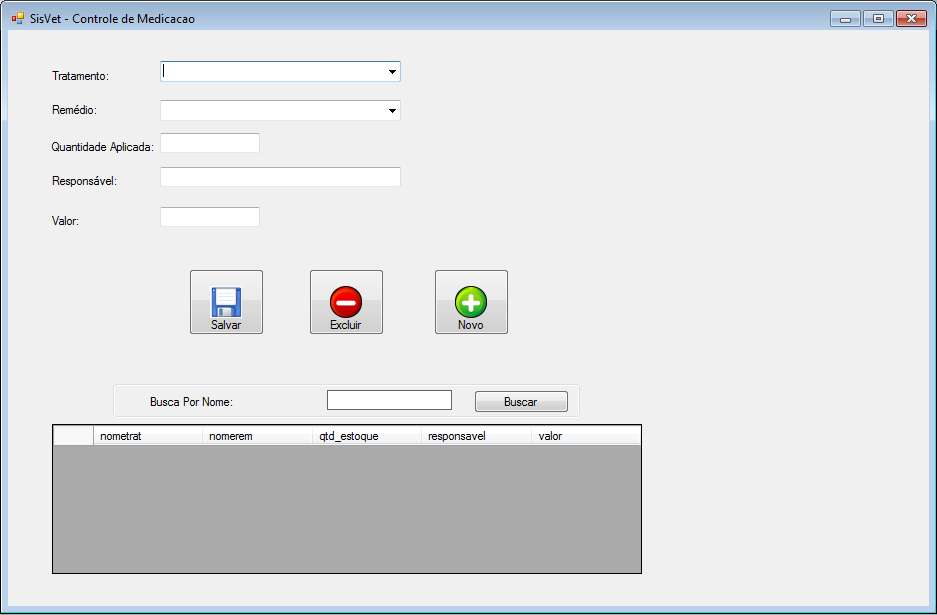 SisVet - Controle de Medicacao
Tratamento:
Remédio:
Quantidade Aplicada:
Responsável:
Valor:
Salvar Excluir Novo
Busca Por Nome: Buscar
nometrat nomerem qtd_estoque responsavel valor